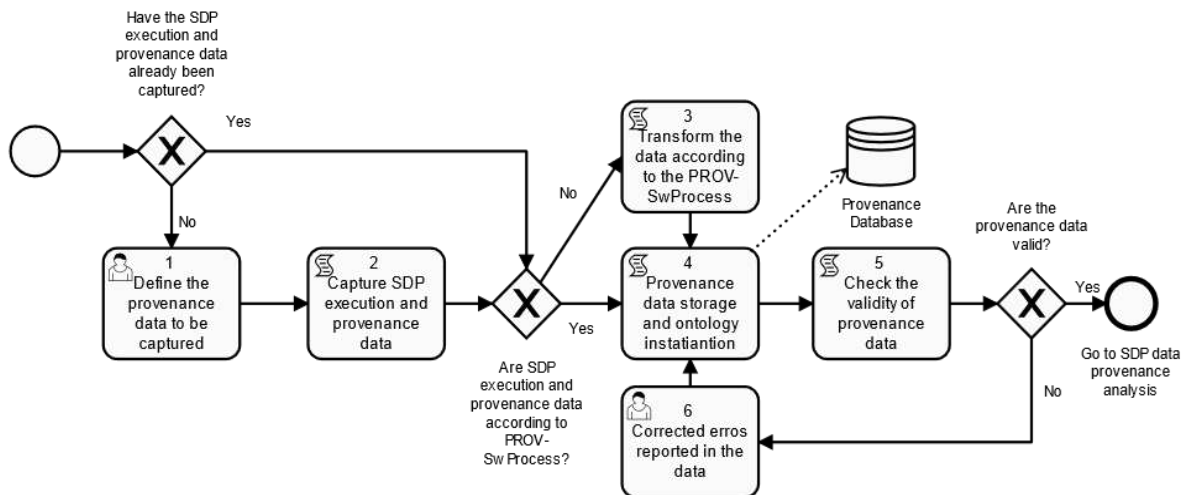 Have the SDP
execution and
provenance data
already been
captured?
Yes
No
1
Define the
provenance
data to be
captured
2
Capture SDP
execution and
provenance
data
Are SDP
execution and
provenance data
according to
PROV-
SwProcess?
No
Yes
3
Transform the
data according
to the PROV-
SwProcess
4
Provenance
data storage
and ontology
instatiantion
Provenance
Database
5
Check the
validity of
provenance
data
Are the
provenance data
valid?
Yes
No
Go to SDP data
provenance
analysis
6
Corrected erros
reported in the
data